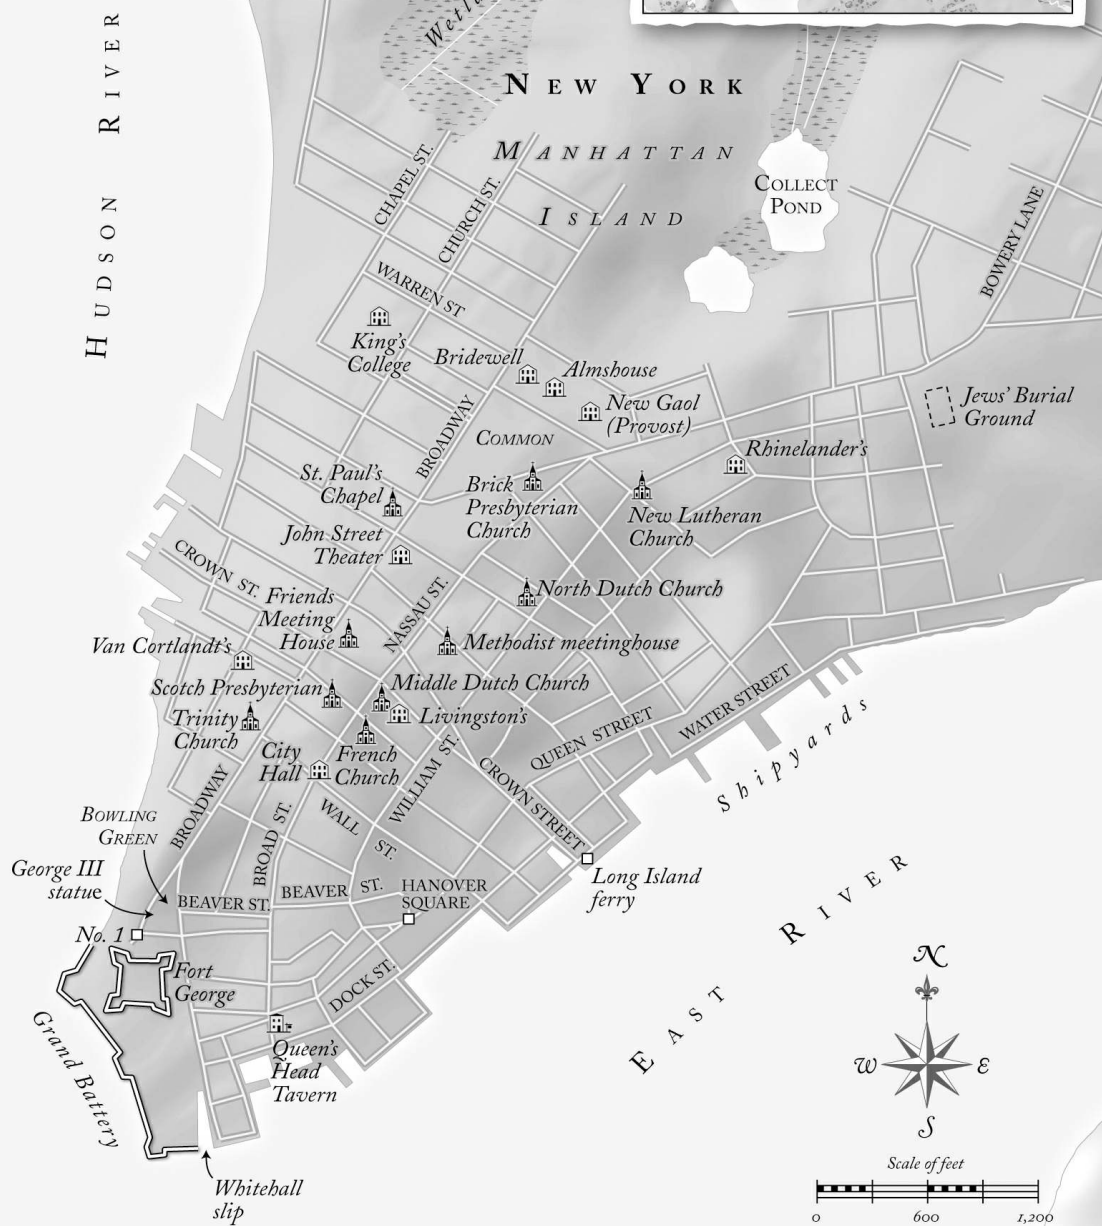 HUDSON RIVER
Wetl
NEW YORK
MANHATTAN
ISLAND
COLLECT
POND
CHAPEL ST.
CHURCH ST.
BOWERY LANE
WARREN ST
King's
College
Bridewell
Almshouse
New Gaol
(Provost)
Jews' Burial
Ground
BROADWAY
COMMON
Rhinelander's
St. Paul's
Chapel
Brick
Presbyterian
Church
New Lutheran
Church
John Street
Theater
CROWN ST.
Friends
Meeting
House
NASSAU ST.
North Dutch Church
Van Cortlandt's
Methodist meetinghouse
Scotch Presbyterian
Middle Dutch Church
Trinity
Church
Livingston's
City
Hall
French
Church
WILLIAM ST.
QUEEN STREET
WATER STREET
Shipyards
CROWN STREET
BROADWAY
BROAD ST.
WALL ST.
BOWLING
GREEN
George III
statue
BEAVER ST.
BEAVER ST.
HANOVER
SQUARE
Long Island
ferry
No. 1
Fort
George
DOCK ST.
EAST RIVER
Grand Battery
Queen's
Head
Tavern
Whitehall
slip
N
W E
S
Scale of feet
0 600 1,200